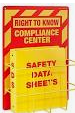 RIGHT TO KNOW
COMPLIANCE
CENTER
SAFETY
DATA
SHEETS